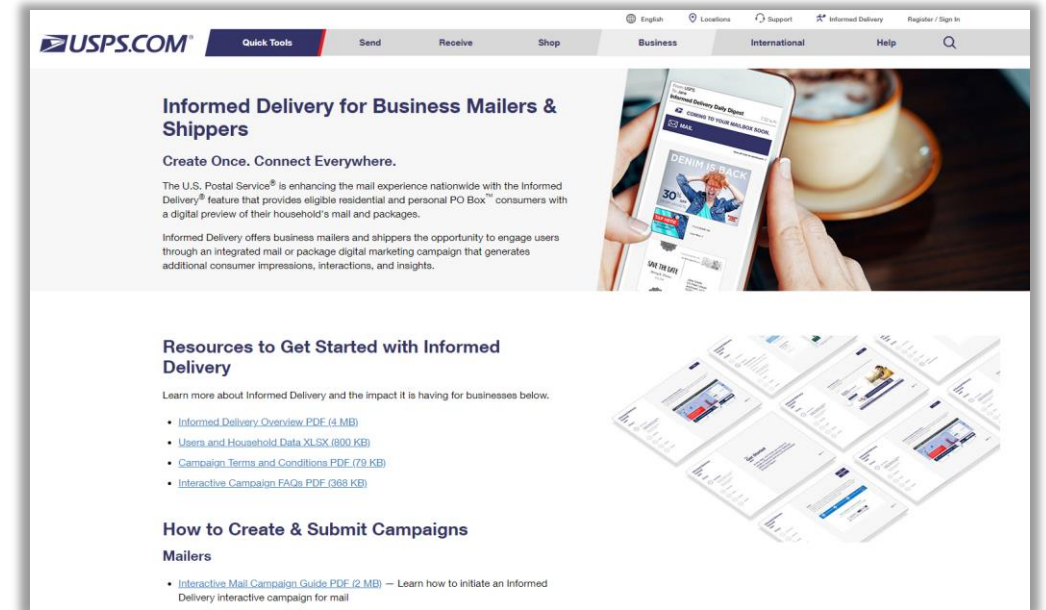 English Locations Support Informed Delivery Register / Sign In
USPS.COM® Quick Tools Send Receive Shop Business International Help
Informed Delivery for Business Mailers &
Shippers
Create Once. Connect Everywhere.
The U.S. Postal Service® is enhancing the mail experience nationwide with the Informed
Delivery® feature that provides eligible residential and personal PO Box™ consumers with
a digital preview of their household's mail and packages.
Informed Delivery offers business mailers and shippers the opportunity to engage users
through an integrated mail or package digital marketing campaign that generates
additional consumer impressions, interactions, and insights.
From: USPS
To: Jane
Informed Delivery Daily Digest
COMING TO YOUR MAILBOX SOON.
MAIL
DENIM IS BACK
30%
SAVE THE DATE
Resources to Get Started with Informed
Delivery
Learn more about Informed Delivery and the impact it is having for businesses below.
• Informed Delivery Overview PDF (4 MB)
• Users and Household Data XLSX (800 KB)
• Campaign Terms and Conditions PDF (79 KB)
• Interactive Campaign FAQs PDF (368 KB)
Get Started
How to Create & Submit Campaigns
Mailers
• Interactive Mail Campaign Guide PDF (2 MB) — Learn how to initiate an Informed
Delivery interactive campaign for mail